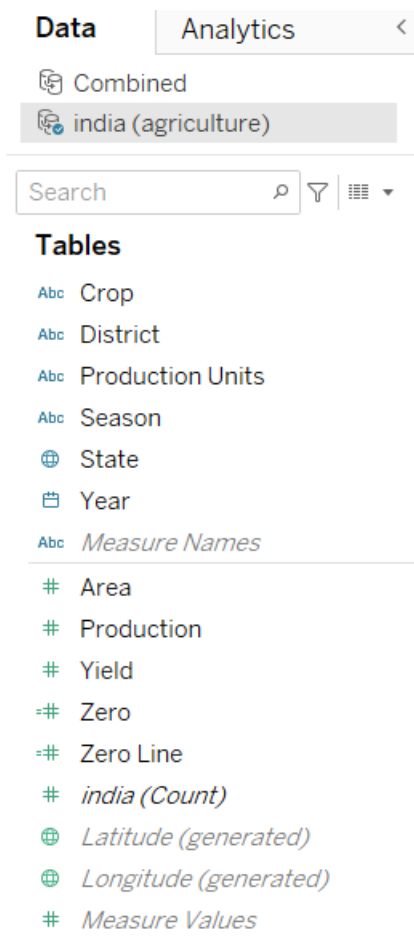 Data Analytics
Combined
india (agriculture)
Search
Tables
Abc Crop
Abc District
Abc Production Units
Abc Season
State
Year
Abc Measure Names
# Area
# Production
# Yield
=# Zero
=# Zero Line
# india (Count)
Latitude (generated)
Longitude (generated)
# Measure Values